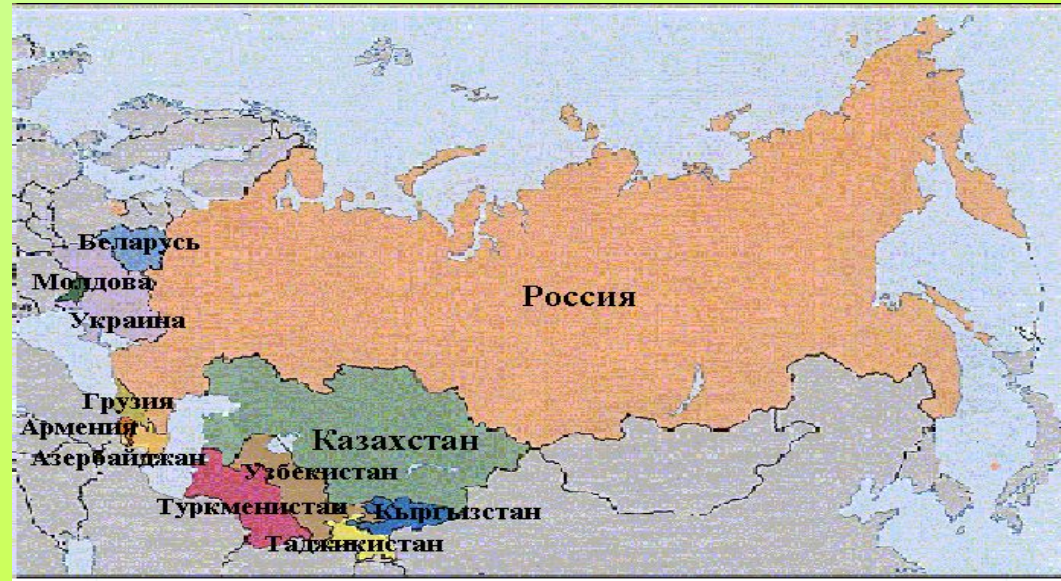 Беларусь
Молдова
Россия
Украина
Грузия
Армения
Казахстан
Азербайджан
Узбекистан
Туркменистан
Кыргызстан
Таджикистан